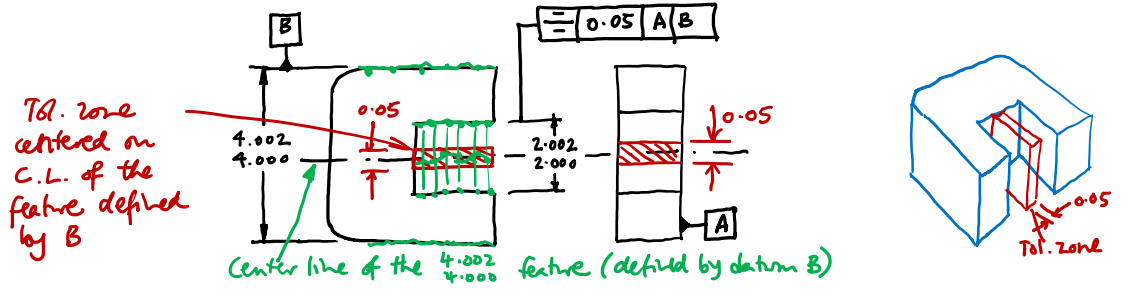 B
0.05 A B
Tol. zone
centered on
C.L. of the
feature defined
by B
4.002
4.000
0.05
2.002
2.000
0.05
A
0.05
Tol. zone
Center line of the 4.002 feature (defined by datum B)
4.000